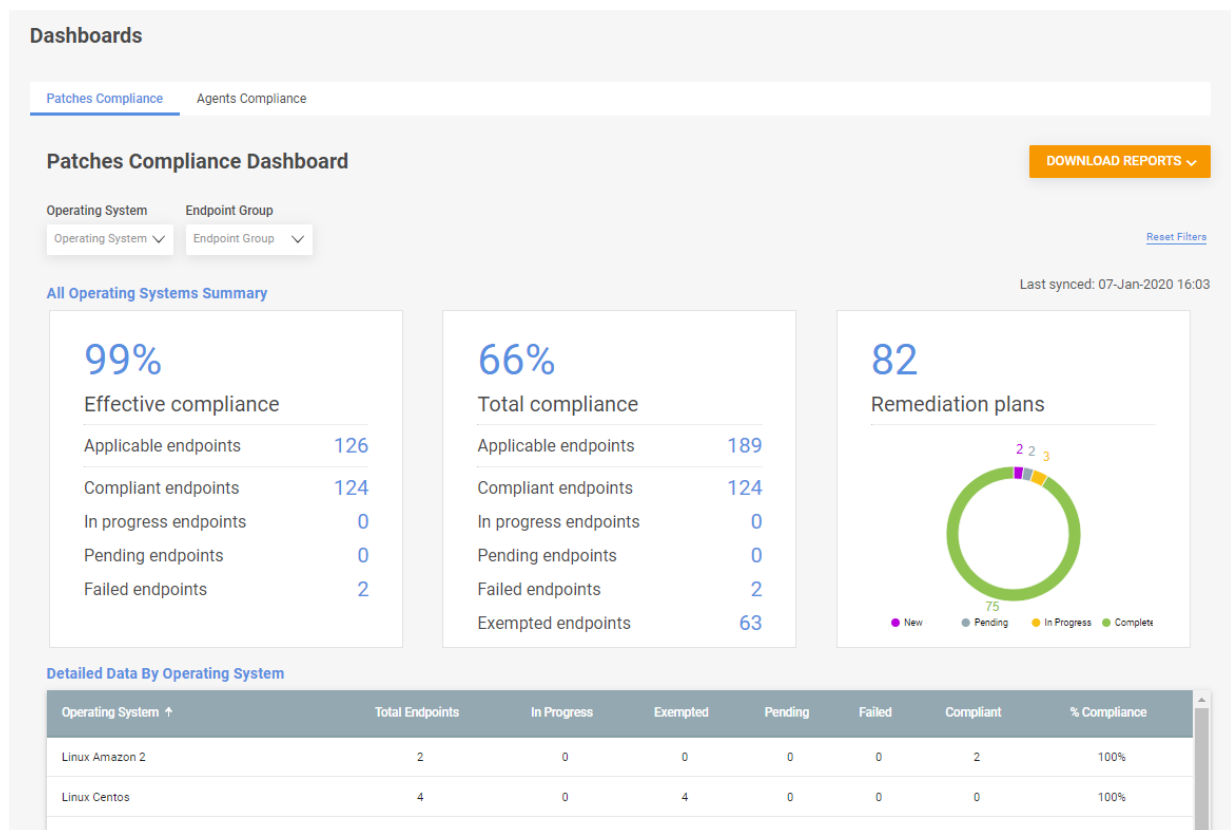 Dashboards
Patches Compliance Agents Compliance
Patches Compliance Dashboard
DOWNLOAD REPORTS
Operating System Endpoint Group
Operating System Endpoint Group
Reset Filters
Last synced: 07-Jan-2020 16:03
All Operating Systems Summary
99%
Effective compliance
Applicable endpoints 126
Compliant endpoints 124
In progress endpoints 0
Pending endpoints 0
Failed endpoints 2
66%
Total compliance
Applicable endpoints 189
Compliant endpoints 124
In progress endpoints 0
Pending endpoints 0
Failed endpoints 2
Exempted endpoints 63
82
Remediation plans
2 2 3
75
New Pending In Progress Complete
Detailed Data By Operating System
Operating System ↑ Total Endpoints In Progress Exempted Pending Failed Compliant % Compliance
Linux Amazon 2 2 0 0 0 0 2 100%
Linux Centos 4 0 4 0 0 0 100%